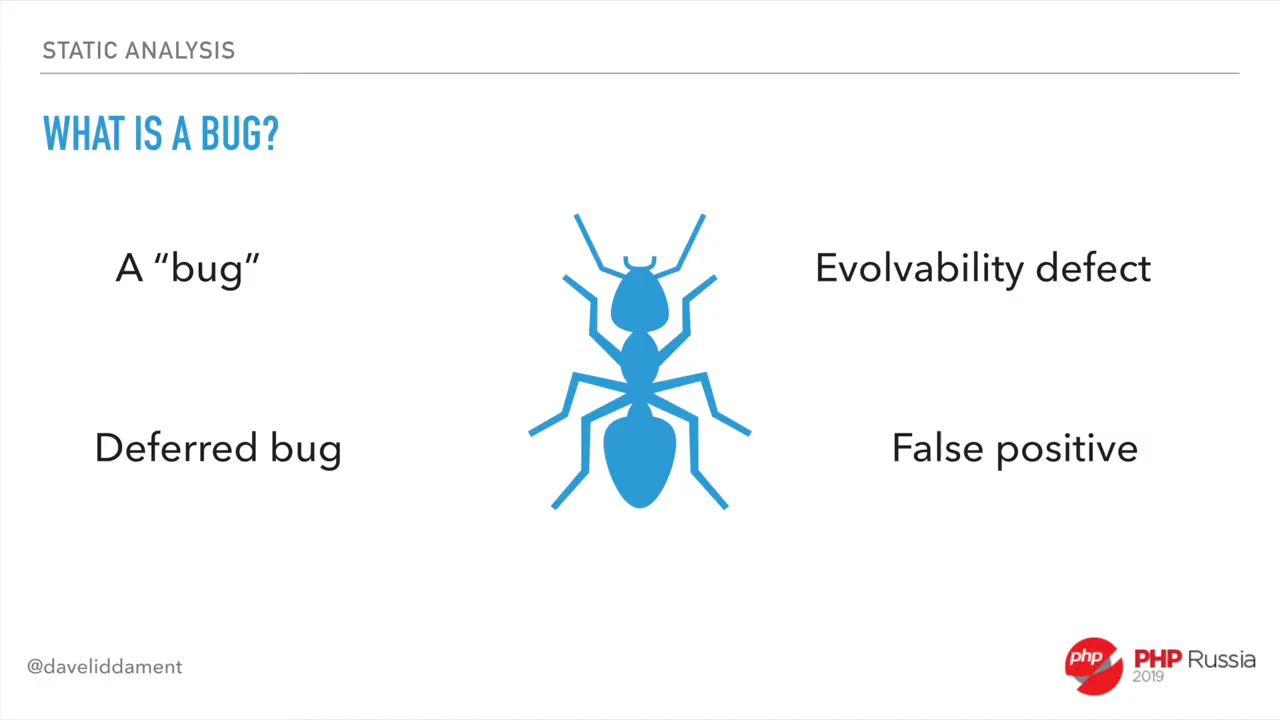 STATIC ANALYSIS
WHAT IS A BUG?
A “bug”
Evolvability defect
Deferred bug
False positive
@daveliddament
php
PHP Russia
2019